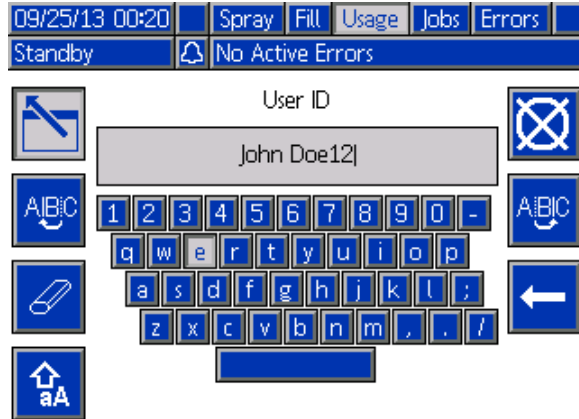 09/25/13 00:20 Spray Fill Usage Jobs Errors
Standby No Active Errors
User ID
John Doe12
A|B|C 1 2 3 4 5 6 7 8 9 0 - A|B|C
q w e r t y u i o p
a s d f g h j k l ;
z x c v b n m , . /
aA